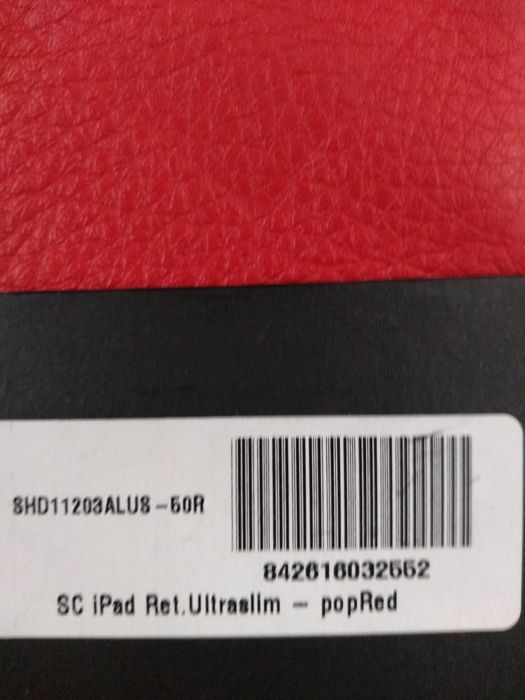 SHD11203ALUS-50R
842616032552
SC iPad Ret.Ultraslim - popRed